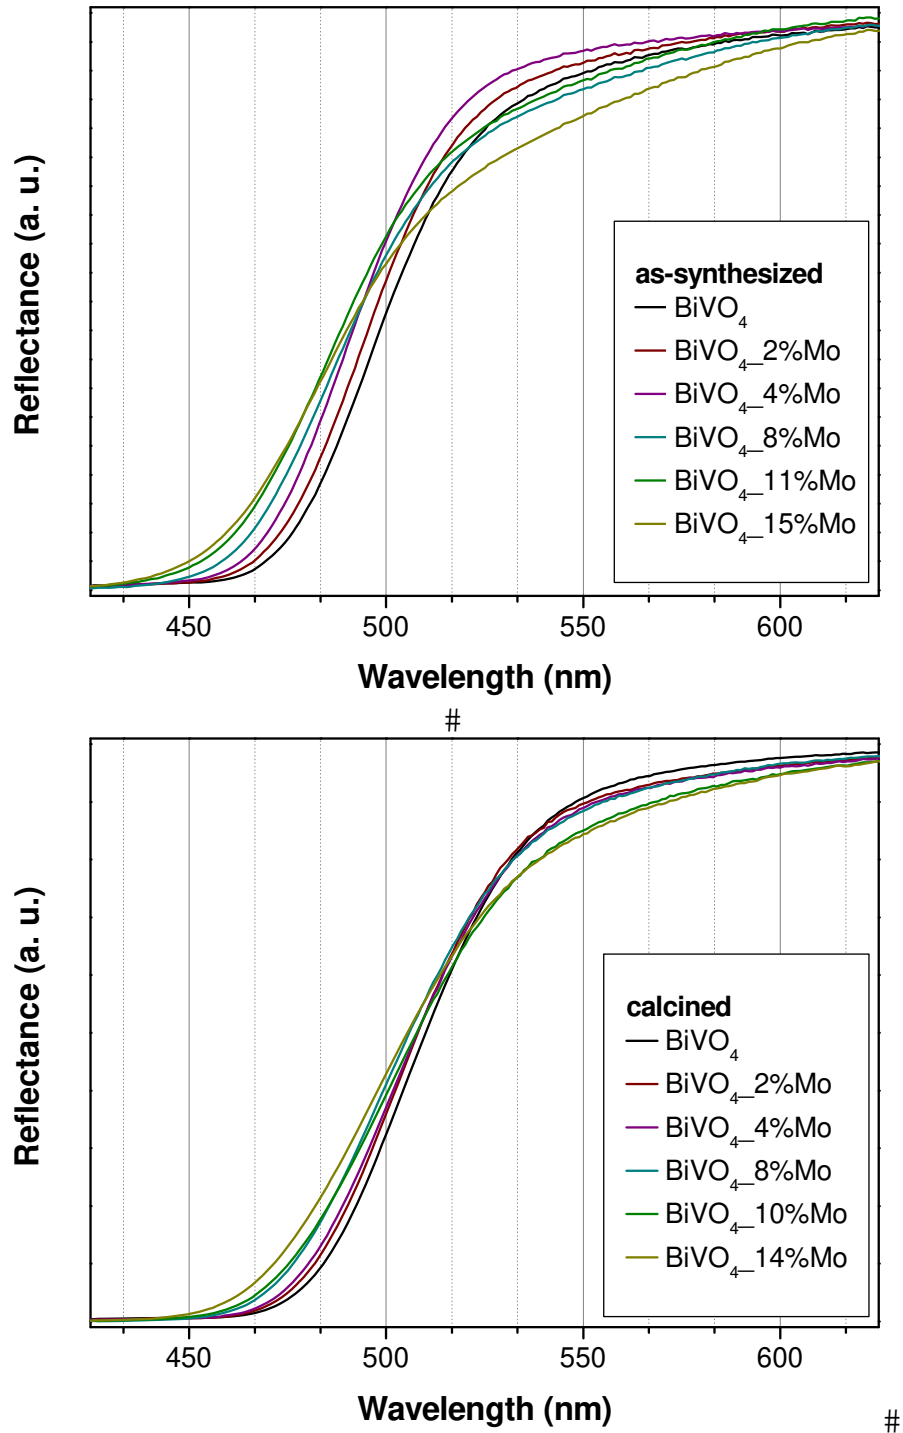 Reflectance (a. u.)
as-synthesized
BiVO₄
BiVO₄_2%Mo
BiVO₄_4%Mo
BiVO₄_8%Mo
BiVO₄_11%Mo
BiVO₄_15%Mo
450 500 550 600
Wavelength (nm)
#
Reflectance (a. u.)
calcined
BiVO₄
BiVO₄_2%Mo
BiVO₄_4%Mo
BiVO₄_8%Mo
BiVO₄_10%Mo
BiVO₄_14%Mo
450 500 550 600
Wavelength (nm)
#